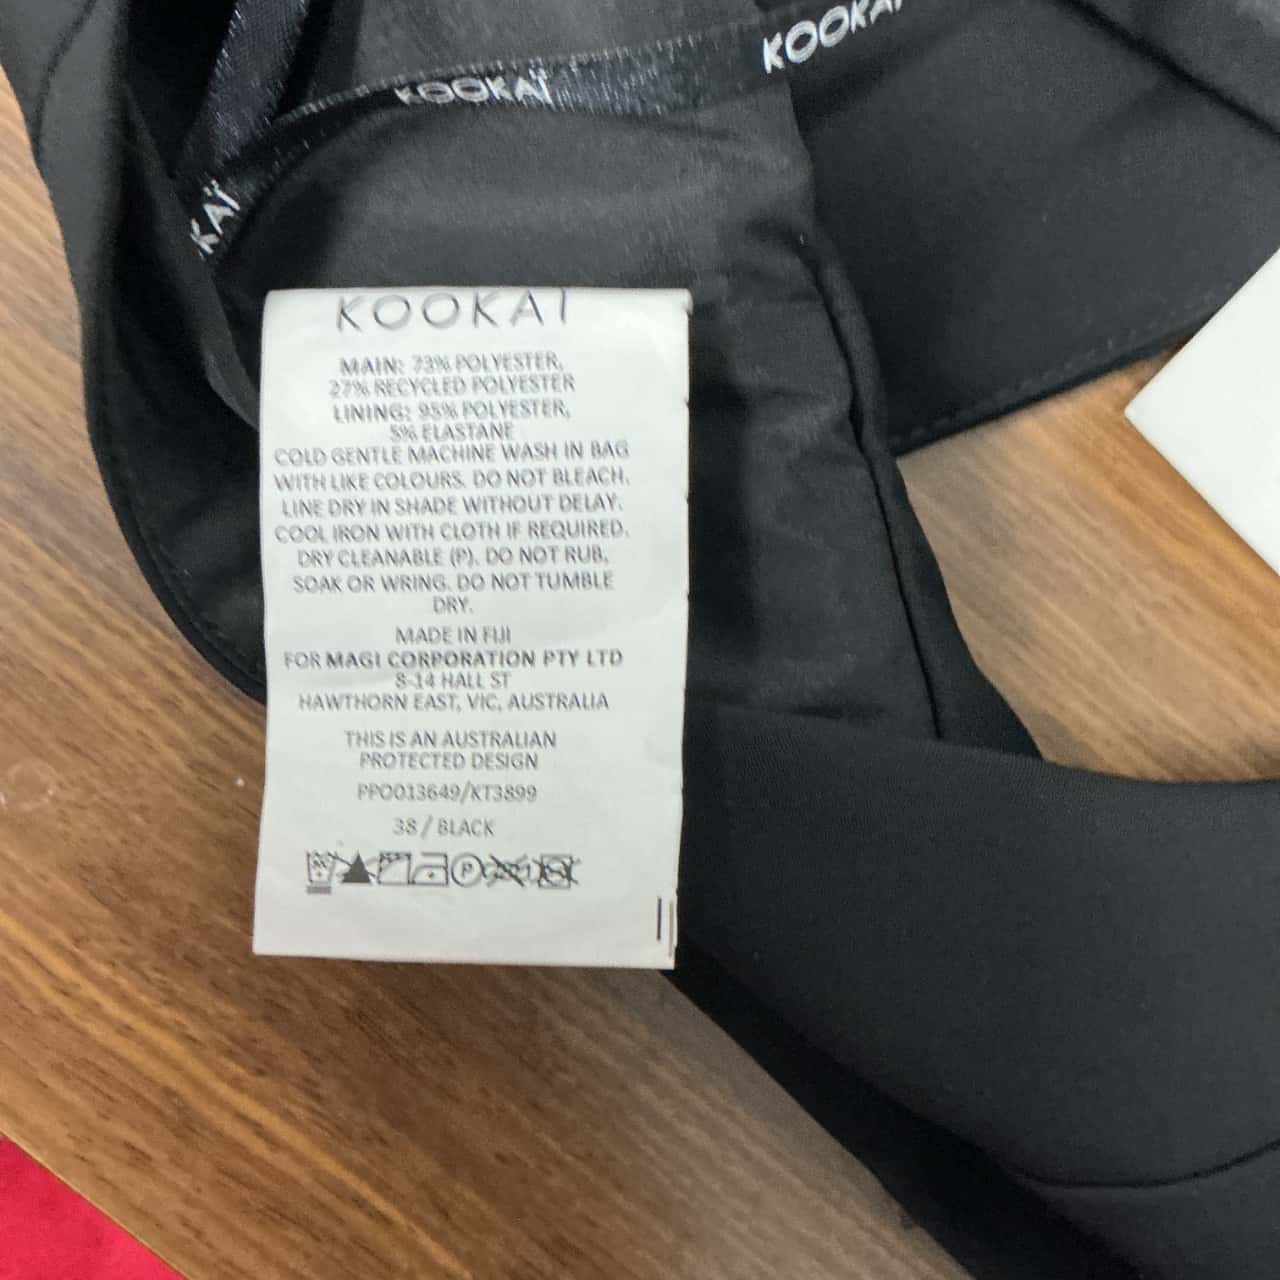 KOOKAÏ
KOOKAÏ
KAÏ
KOOKAÏ
MAIN: 73% POLYESTER,
27% RECYCLED POLYESTER
LINING: 95% POLYESTER,
5% ELASTANE
COLD GENTLE MACHINE WASH IN BAG
WITH LIKE COLOURS. DO NOT BLEACH.
LINE DRY IN SHADE WITHOUT DELAY.
COOL IRON WITH CLOTH IF REQUIRED.
DRY CLEANABLE (P). DO NOT RUB,
SOAK OR WRING. DO NOT TUMBLE
DRY.
MADE IN FIJI
FOR MAGI CORPORATION PTY LTD
8-14 HALL ST
HAWTHORN EAST, VIC, AUSTRALIA
THIS IS AN AUSTRALIAN
PROTECTED DESIGN
PPO013649/KT3899
38 / BLACK
P